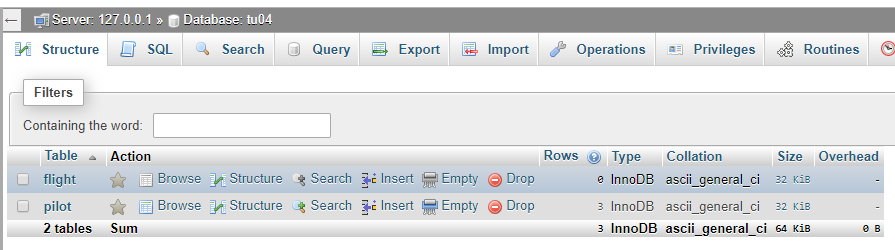 Server: 127.0.0.1 » Database: tu04
Structure SQL Search Query Export Import Operations Privileges Routines
Filters
Containing the word:
Table Action Rows Type Collation Size Overhead
flight Browse Structure Search Insert Empty Drop 0 InnoDB ascii_general_ci 32 KiB -
pilot Browse Structure Search Insert Empty Drop 3 InnoDB ascii_general_ci 32 KiB -
2 tables Sum 3 InnoDB ascii_general_ci 64 KiB 0 B